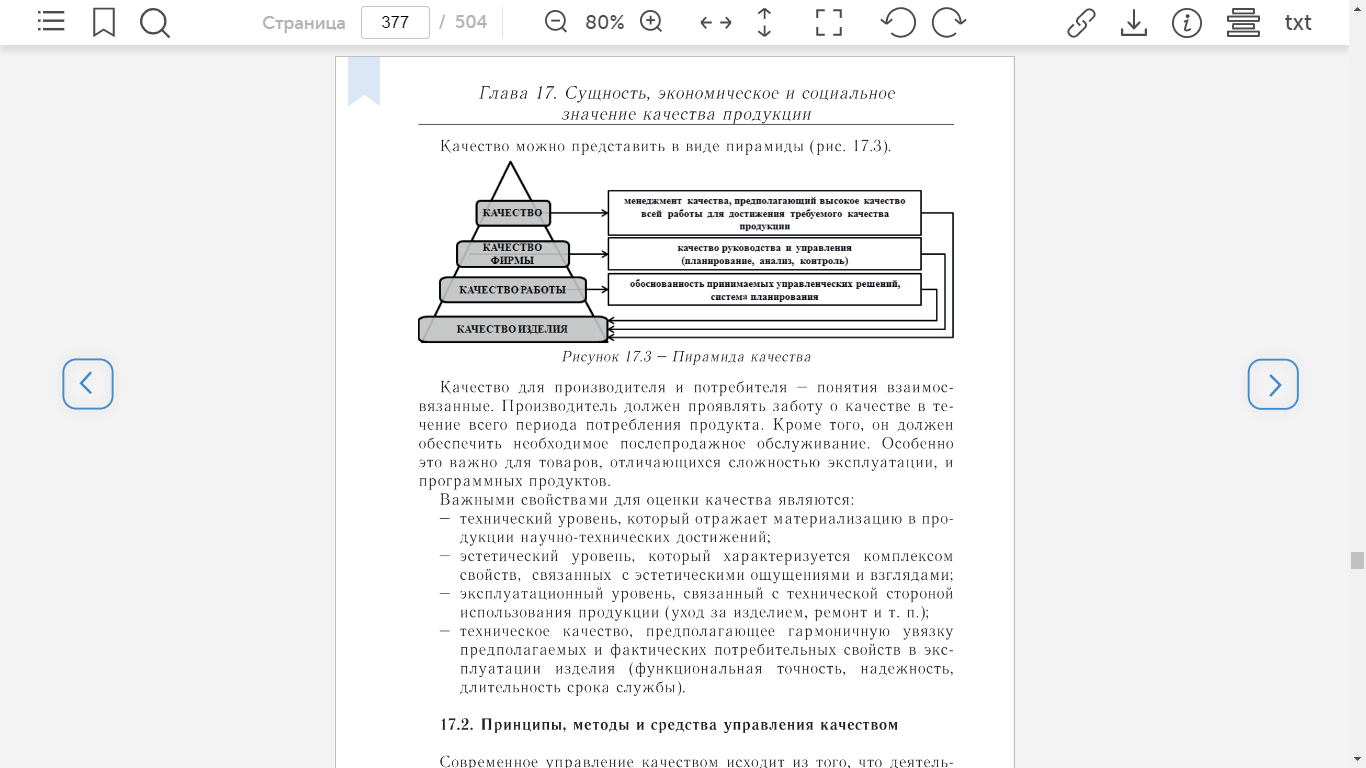 Страница 377 / 504 80% txt
Глава 17. Сущность, экономическое и социальное
значение качества продукции
Качество можно представить в виде пирамиды (рис. 17.3).
КАЧЕСТВО
менеджмент качества, предполагающий высокое качество
всей работы для достижения требуемого качества
продукции
КАЧЕСТВО
ФИРМЫ
качество руководства и управления
(планирование, анализ, контроль)
КАЧЕСТВО РАБОТЫ
обоснованность принимаемых управленческих решений,
система планирования
КАЧЕСТВО ИЗДЕЛИЯ
Рисунок 17.3 – Пирамида качества
Качество для производителя и потребителя – понятия взаимос-
вязанные. Производитель должен проявлять заботу о качестве в те-
чение всего периода потребления продукта. Кроме того, он должен
обеспечить необходимое послепродажное обслуживание. Особенно
это важно для товаров, отличающихся сложностью эксплуатации, и
программных продуктов.
Важными свойствами для оценки качества являются:
– технический уровень, который отражает материализацию в про-
дукции научно-технических достижений;
– эстетический уровень, который характеризуется комплексом
свойств, связанных с эстетическими ощущениями и взглядами;
– эксплуатационный уровень, связанный с технической стороной
использования продукции (уход за изделием, ремонт и т. п.);
– техническое качество, предполагающее гармоничную увязку
предполагаемых и фактических потребительных свойств в экс-
плуатации изделия (функциональная точность, надежность,
длительность срока службы).
17.2. Принципы, методы и средства управления качеством
Современное управление качеством исходит из того, что деятель-